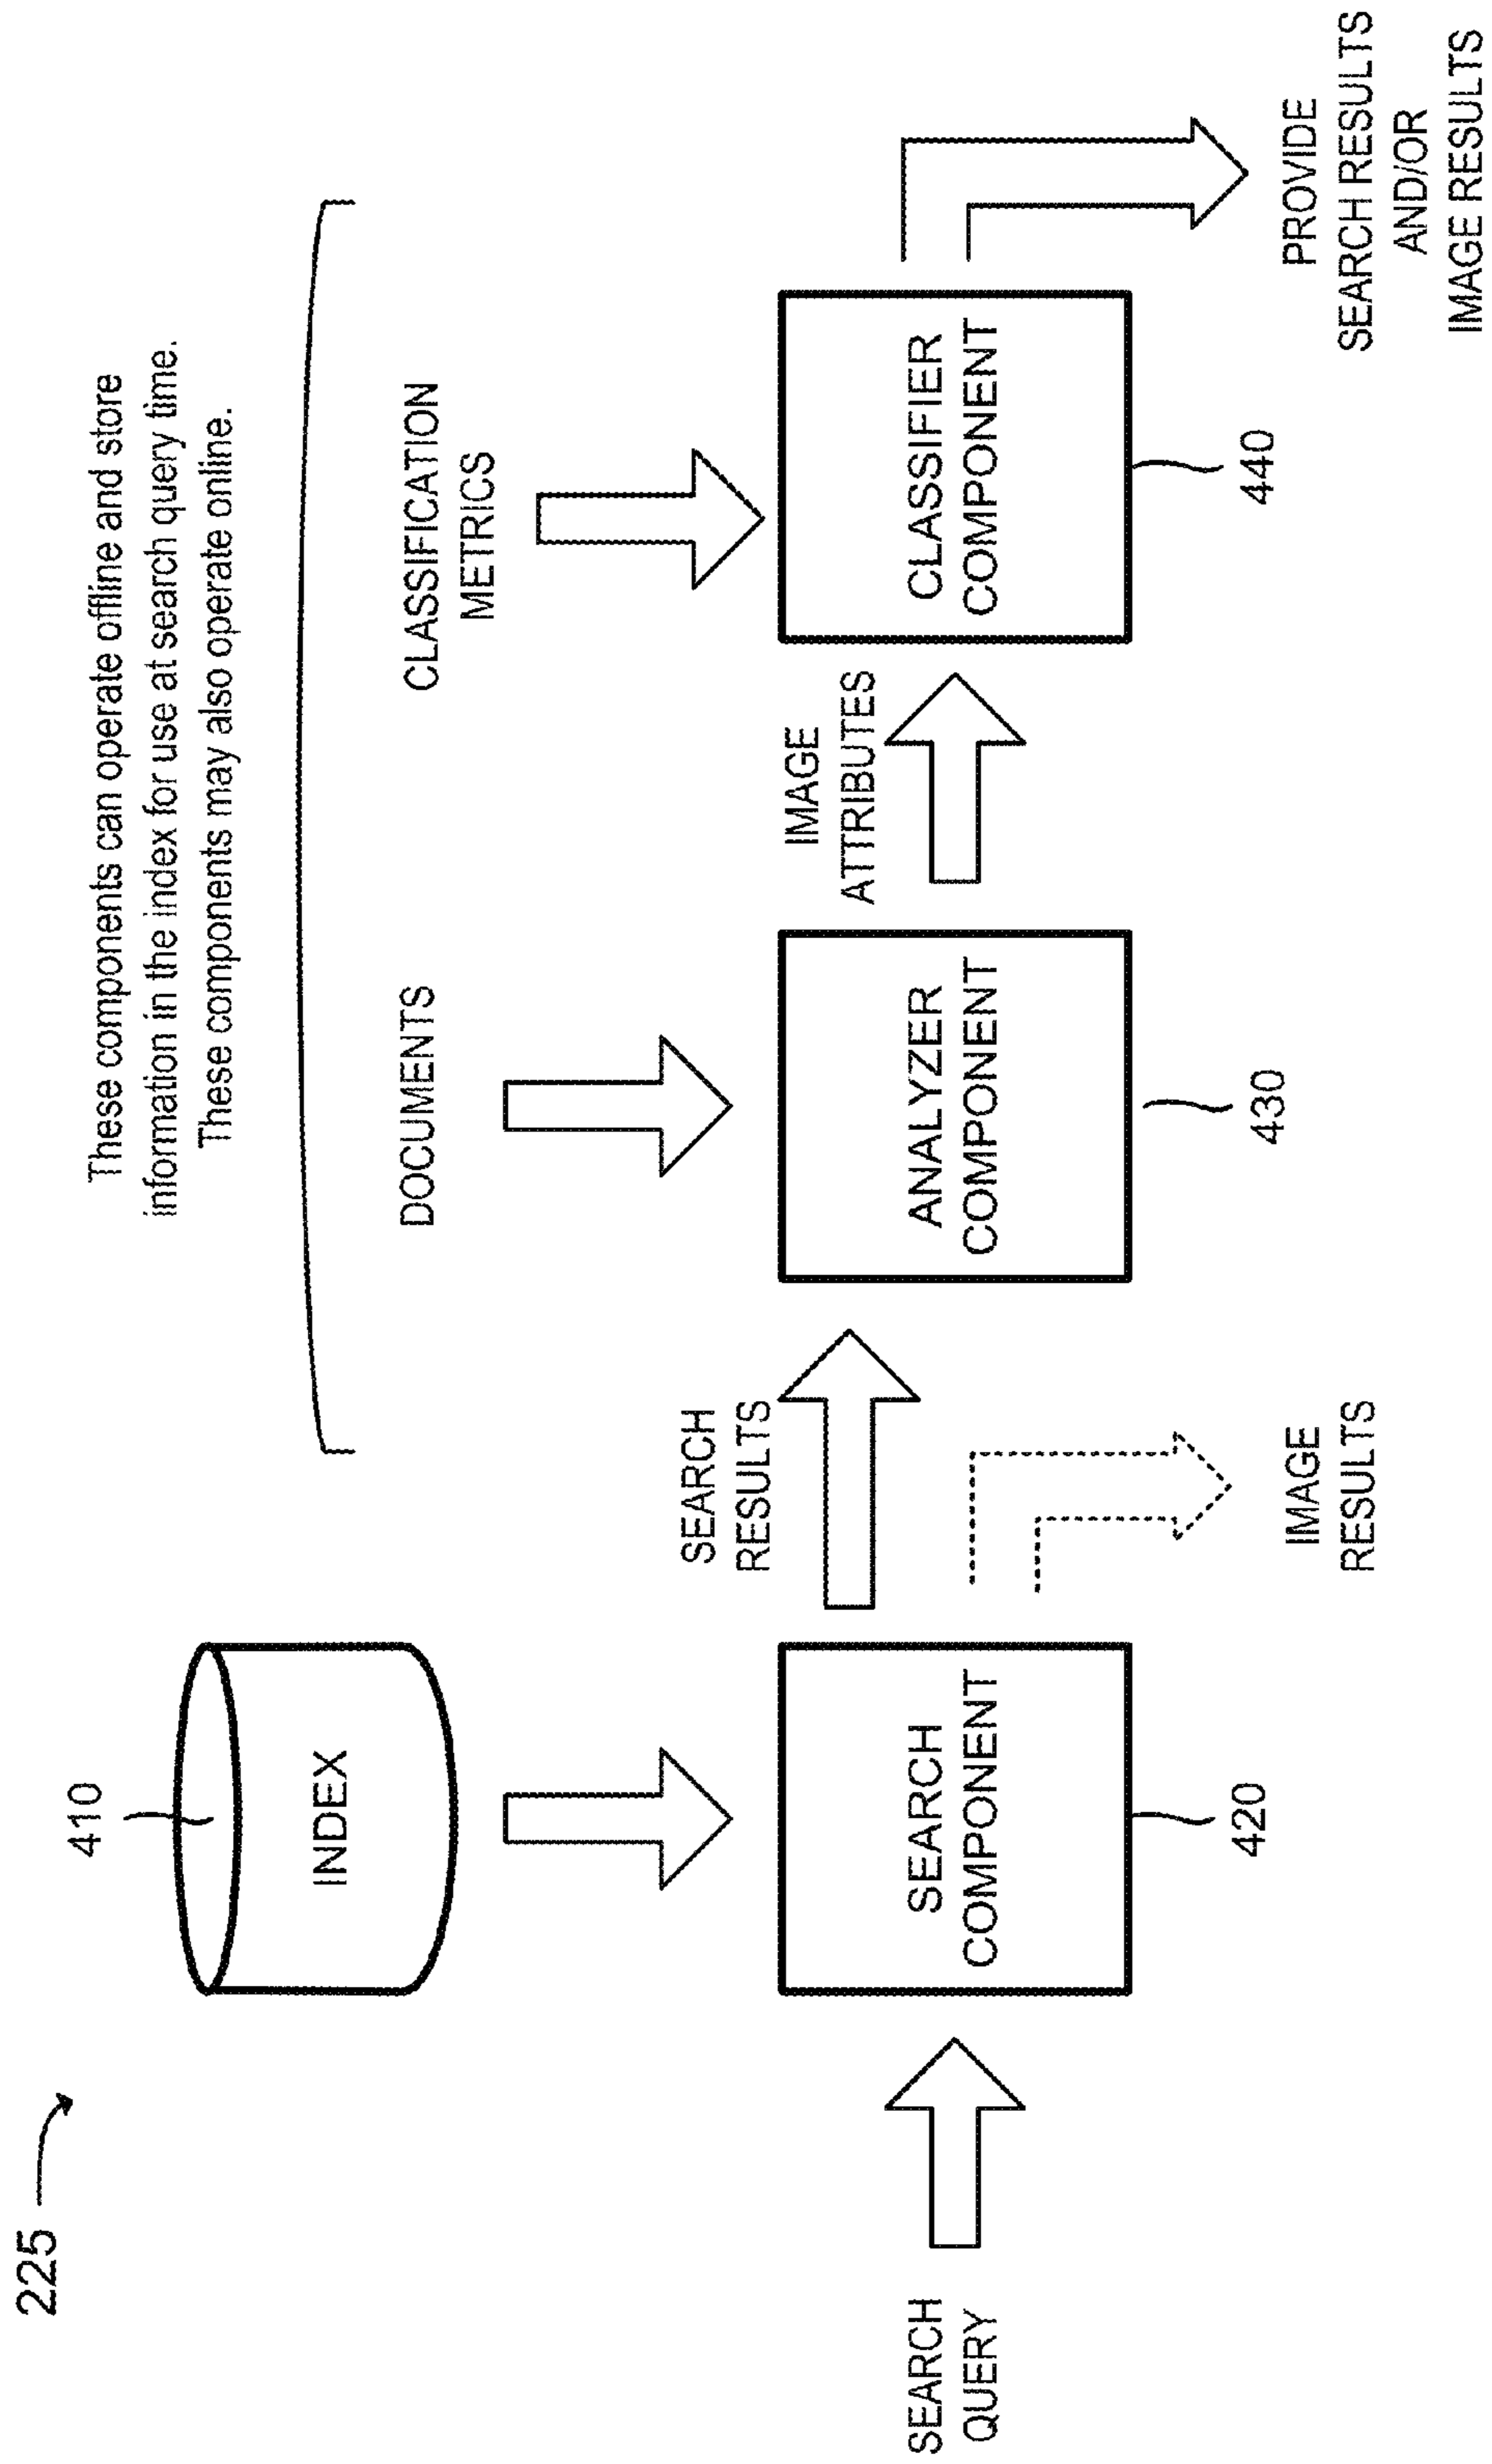 225
410
INDEX
These components can operate offline and store
information in the index for use at search query time.
These components may also operate online.
DOCUMENTS
CLASSIFICATION
METRICS
SEARCH
QUERY
SEARCH
COMPONENT
420
SEARCH
RESULTS
IMAGE
RESULTS
ANALYZER
COMPONENT
430
IMAGE
ATTRIBUTES
CLASSIFIER
COMPONENT
440
PROVIDE
SEARCH RESULTS
AND/OR
IMAGE RESULTS